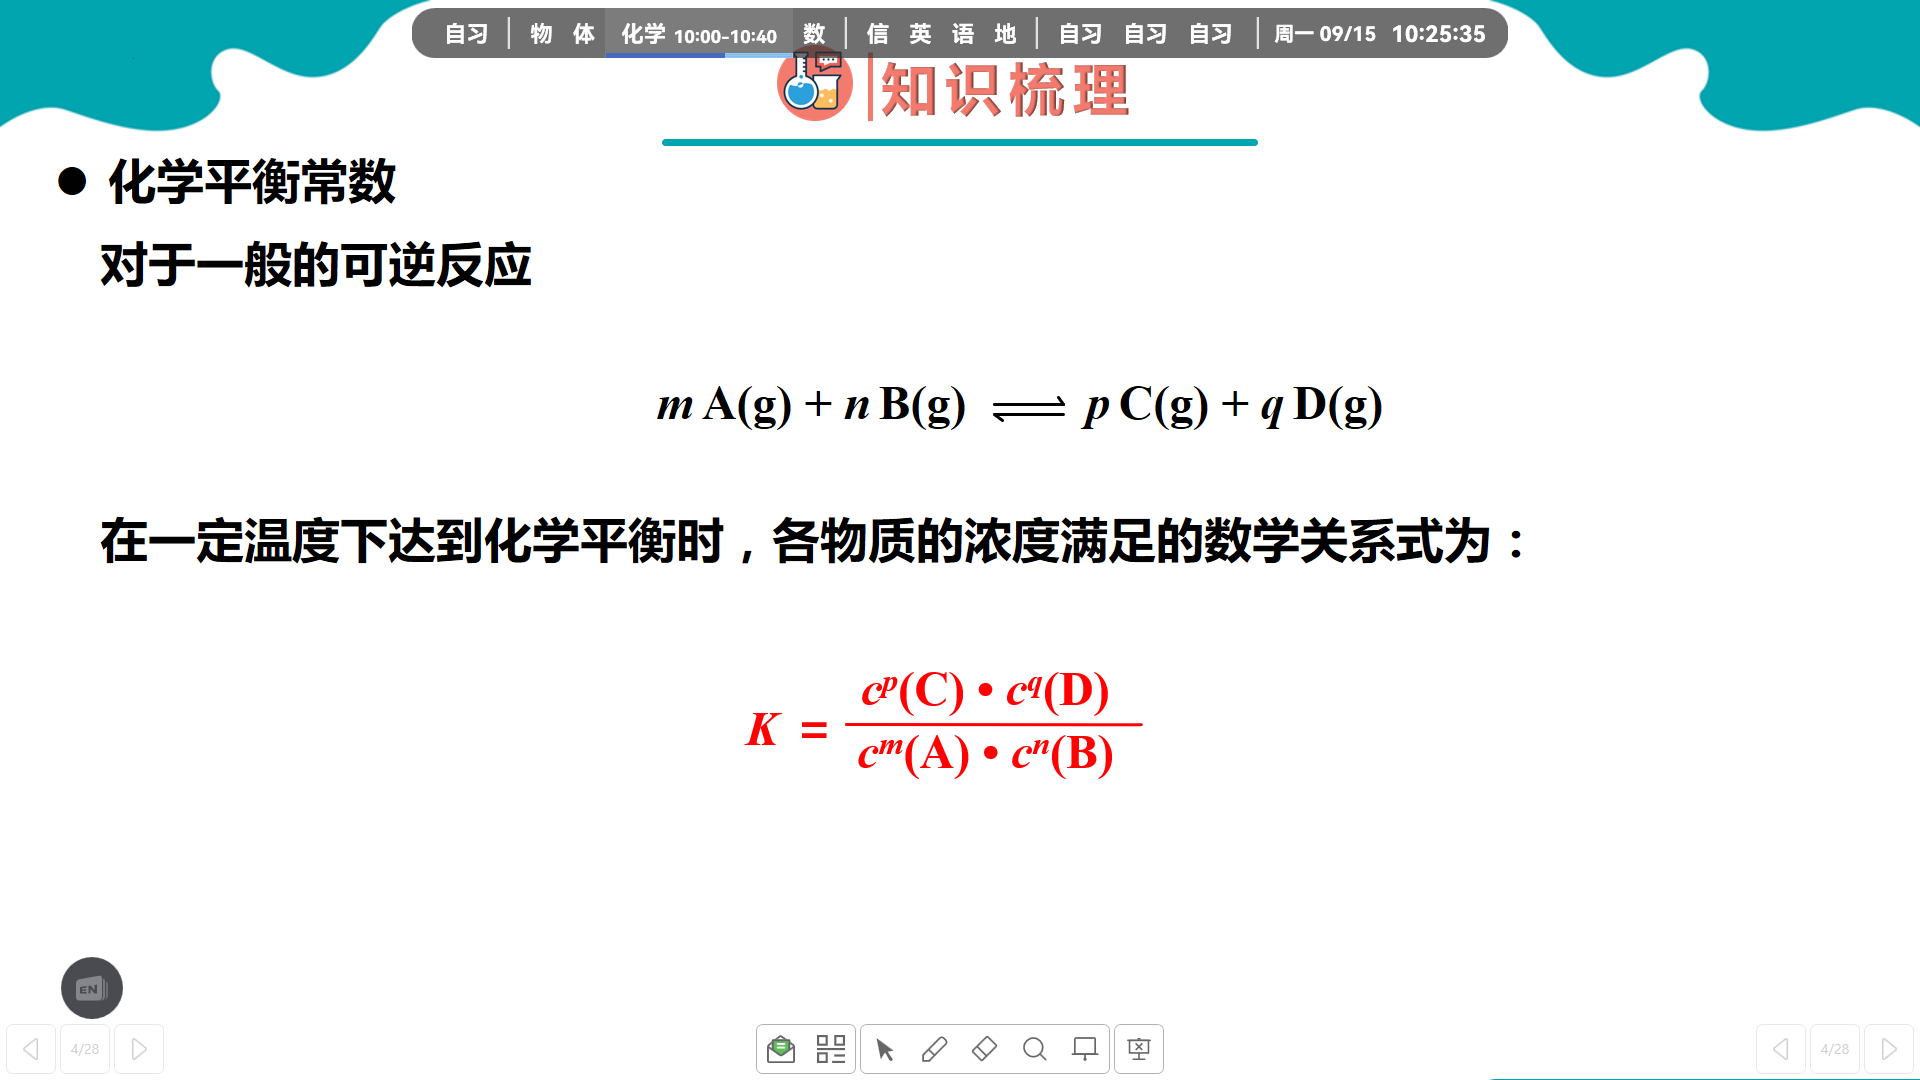 自习 物 体 化学 10:00-10:40 数 信 英 语 地 自习 自习 自习 周一 09/15 10:25:35
知识梳理
● 化学平衡常数
对于一般的可逆反应
m A(g) + n B(g) ⇌ p C(g) + q D(g)
在一定温度下达到化学平衡时，各物质的浓度满足的数学关系式为：
cᵖ(C) • c^q(D)
K =
cᵐ(A) • cⁿ(B)
EN
4/28 4/28